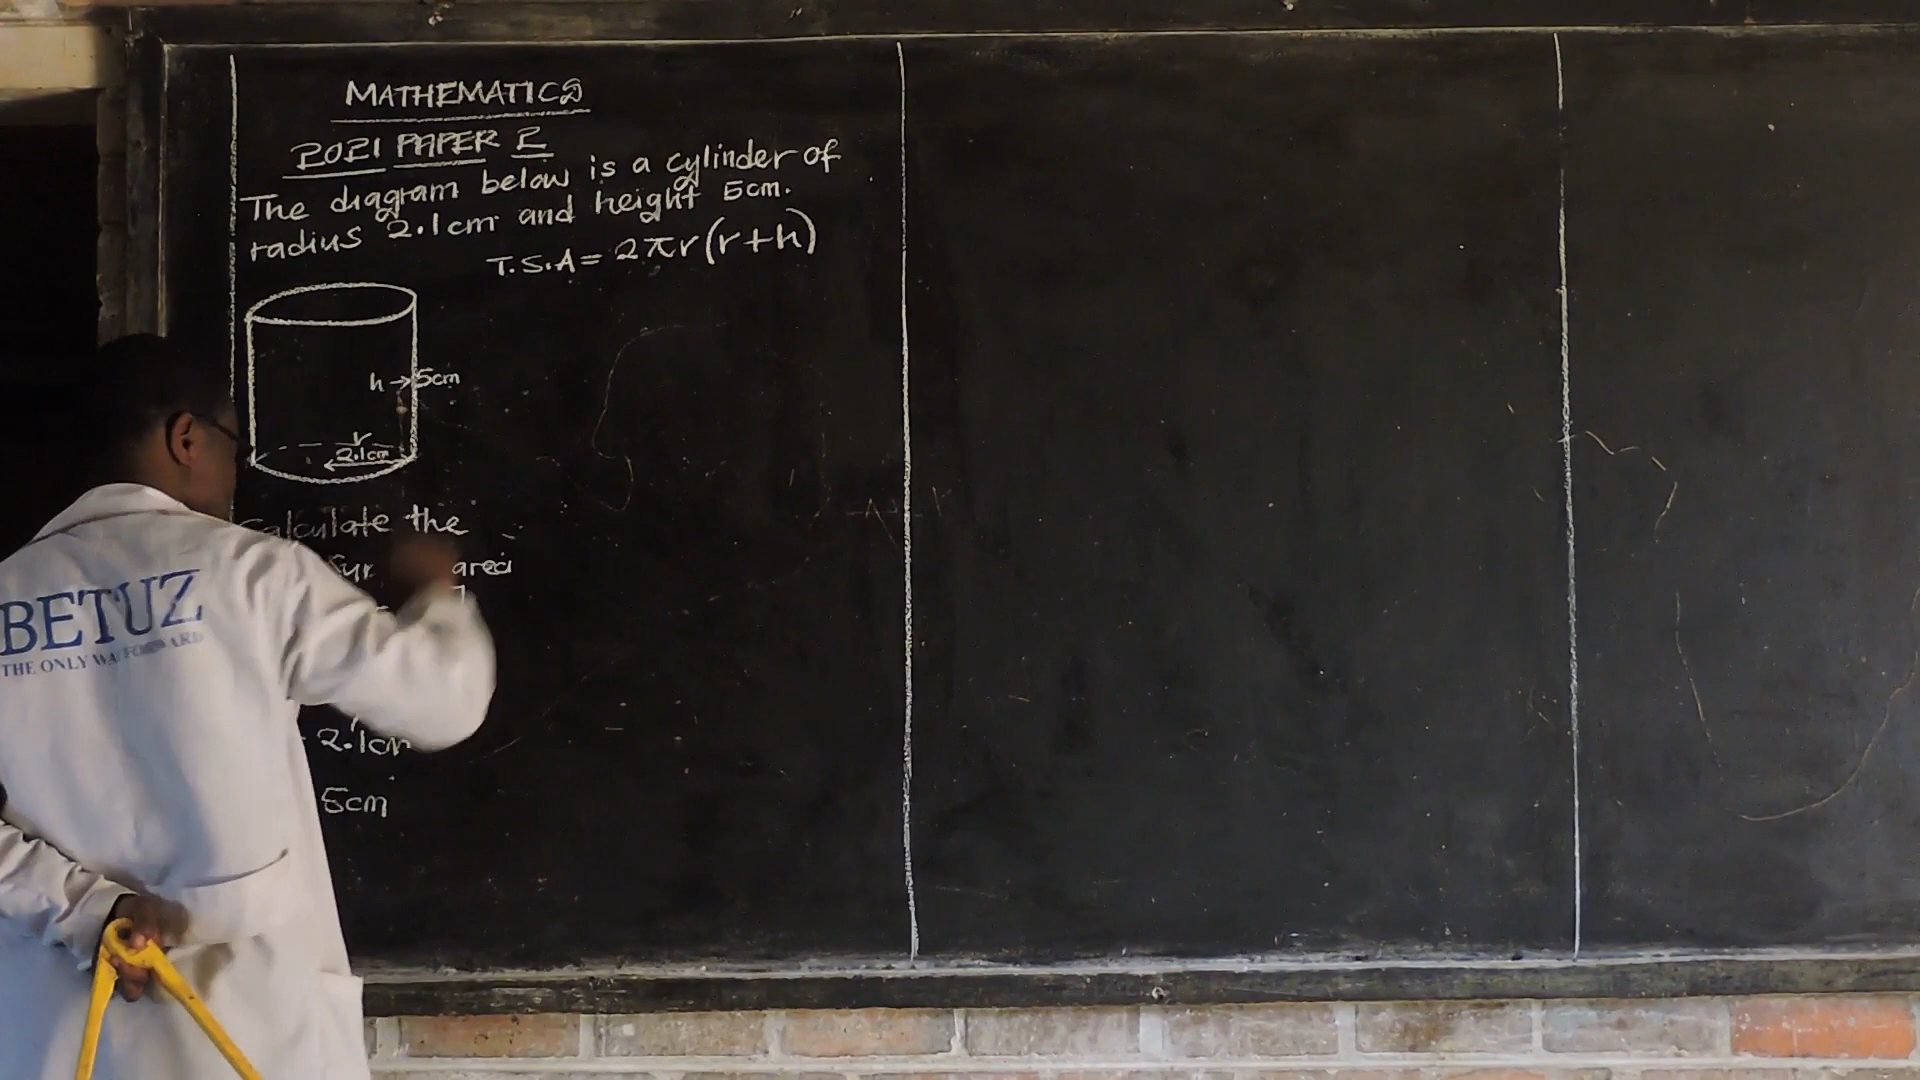 MATHEMATICS
2021 PAPER 2
The diagram below is a cylinder of
radius 2.1cm and height 5cm.
T.S.A = 2πr(r+h)
h → 5cm
r
2.1cm
Calculate the
area
2.1cm
5cm
BETUZ
THE ONLY WAY FORWARD